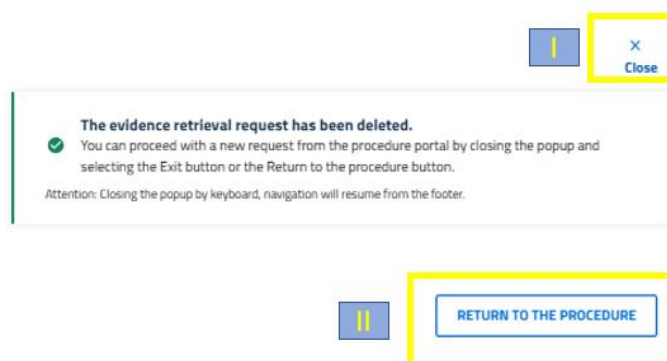 I
×
Close
The evidence retrieval request has been deleted.
You can proceed with a new request from the procedure portal by closing the popup and
selecting the Exit button or the Return to the procedure button.
Attention: Closing the popup by keyboard, navigation will resume from the footer.
II
RETURN TO THE PROCEDURE